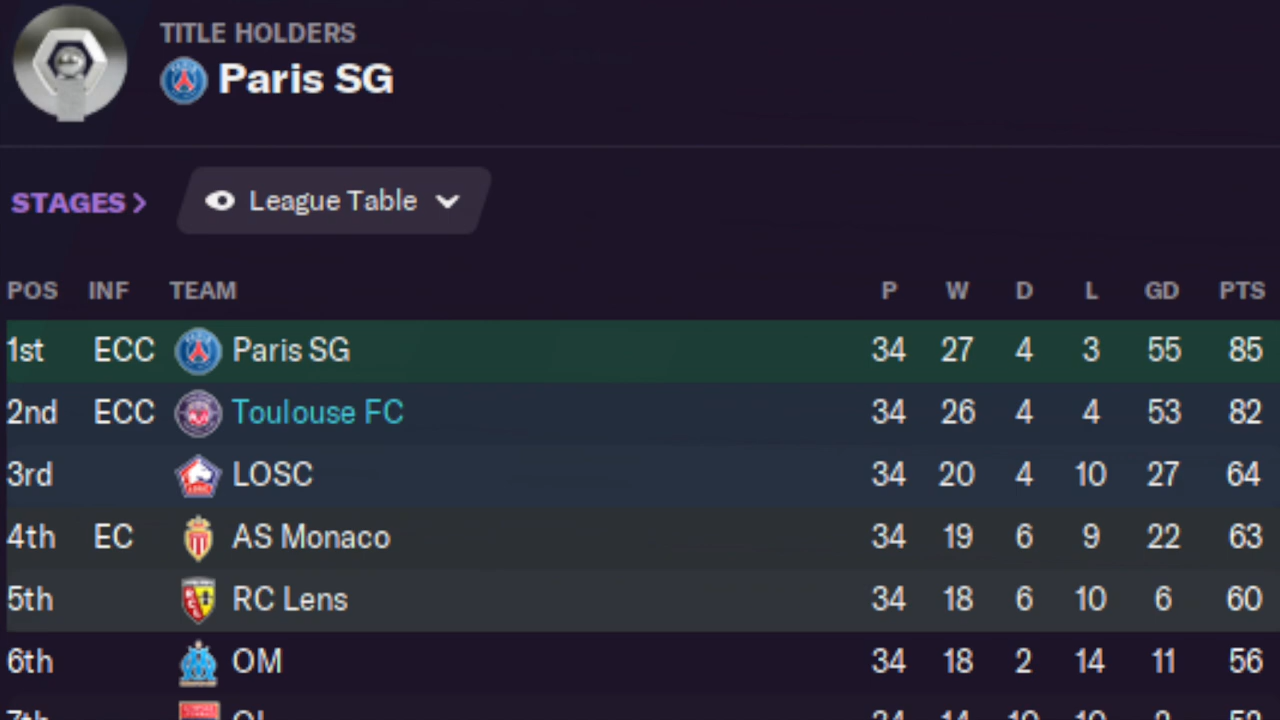 TITLE HOLDERS
Paris SG
STAGES > League Table
POS INF TEAM P W D L GD PTS
1st ECC Paris SG 34 27 4 3 55 85
2nd ECC Toulouse FC 34 26 4 4 53 82
3rd LOSC 34 20 4 10 27 64
4th EC AS Monaco 34 19 6 9 22 63
5th RC Lens 34 18 6 10 6 60
6th OM 34 18 2 14 11 56